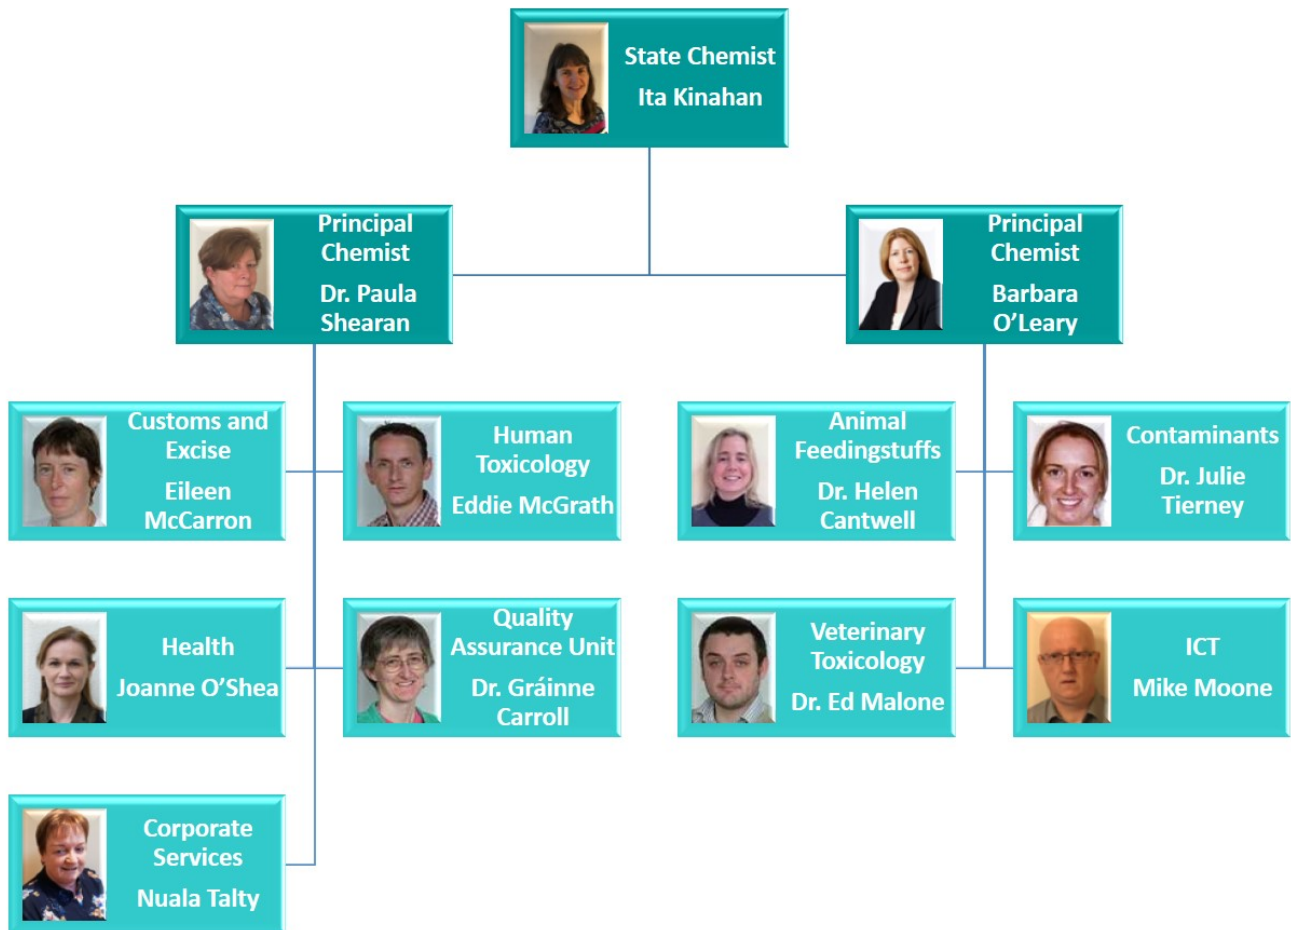 State Chemist
Ita Kinahan
Principal
Chemist
Dr. Paula
Shearan
Principal
Chemist
Barbara
O'Leary
Customs and
Excise
Eileen
McCarron
Human
Toxicology
Eddie McGrath
Animal
Feedingstuffs
Dr. Helen
Cantwell
Contaminants
Dr. Julie
Tierney
Health
Joanne O'Shea
Quality
Assurance Unit
Dr. Gráinne
Carroll
Veterinary
Toxicology
Dr. Ed Malone
ICT
Mike Moone
Corporate
Services
Nuala Talty